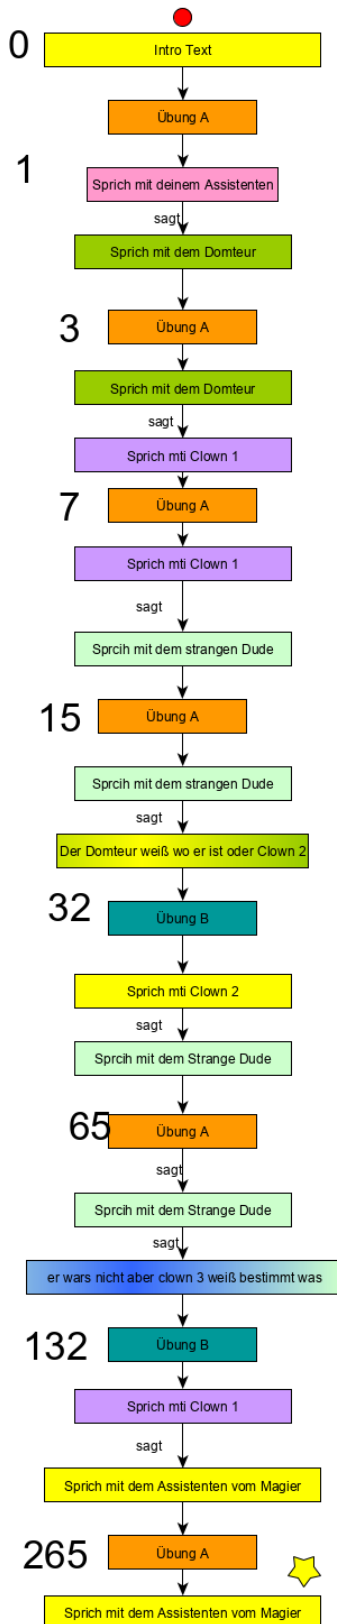 0
Intro Text
Übung A
1
Sprich mit deinem Assistenten
sagt
Sprich mit dem Domteur
3
Übung A
Sprich mit dem Domteur
sagt
Sprich mti Clown 1
7
Übung A
Sprich mti Clown 1
sagt
Sprcih mit dem strangen Dude
15
Übung A
Sprcih mit dem strangen Dude
sagt
Der Domteur weiß wo er ist oder Clown 2
32
Übung B
Sprich mti Clown 2
sagt
Sprcih mit dem Strange Dude
65
Übung A
sagt
Sprcih mit dem Strange Dude
sagt
er wars nicht aber clown 3 weiß bestimmt was
132
Übung B
Sprich mti Clown 1
sagt
Sprich mit dem Assistenten vom Magier
265
Übung A
Sprich mit dem Assistenten vom Magier